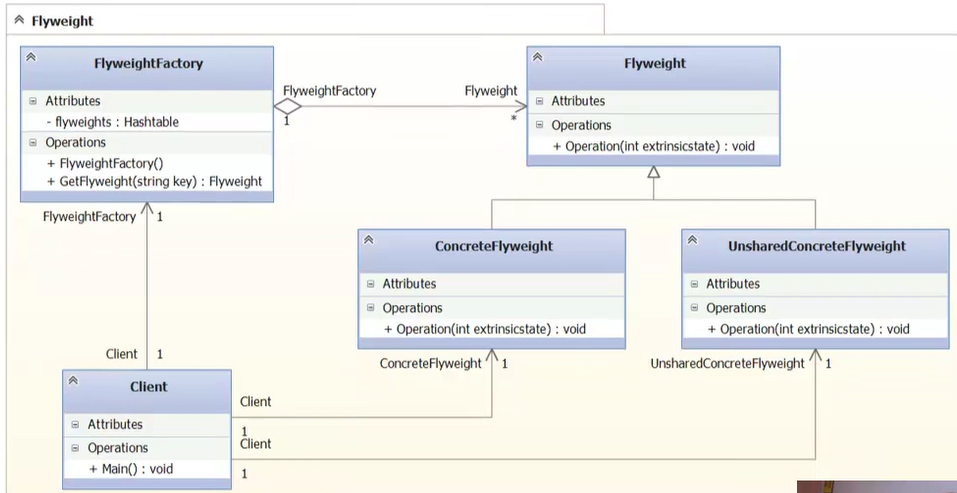 Flyweight
FlyweightFactory
Attributes
- flyweights : Hashtable
Operations
+ FlyweightFactory()
+ GetFlyweight(string key) : Flyweight
FlyweightFactory
1
Flyweight
*
Flyweight
Attributes
Operations
+ Operation(int extrinsicstate) : void
FlyweightFactory
1
ConcreteFlyweight
Attributes
Operations
+ Operation(int extrinsicstate) : void
UnsharedConcreteFlyweight
Attributes
Operations
+ Operation(int extrinsicstate) : void
Client
1
ConcreteFlyweight
1
UnsharedConcreteFlyweight
1
Client
Attributes
Operations
+ Main() : void
Client
1
Client
1